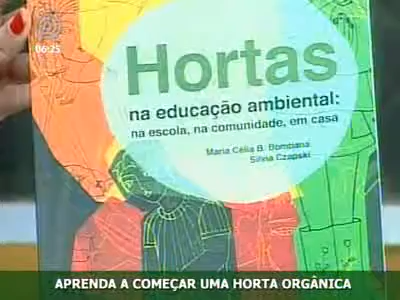 06:25
Hortas
na educação ambiental:
na escola, na comunidade, em casa
Maria Célia B. Bombana
Silvia Czapski
APRENDA A COMEÇAR UMA HORTA ORGÂNICA